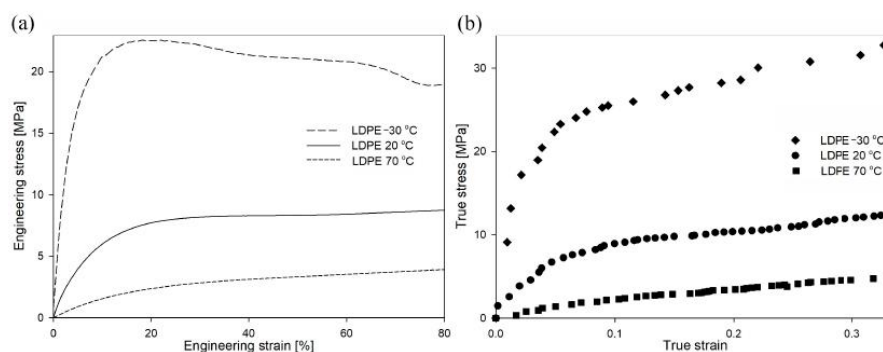 (a)
Engineering stress [MPa]
20
15
10
5
0
LDPE −30 °C
LDPE 20 °C
LDPE 70 °C
0 20 40 60 80
Engineering strain [%]
(b)
True stress [MPa]
30
20
10
0
LDPE -30 °C
LDPE 20 °C
LDFE 70 °C
0.0 0.1 0.2 0.3
True strain